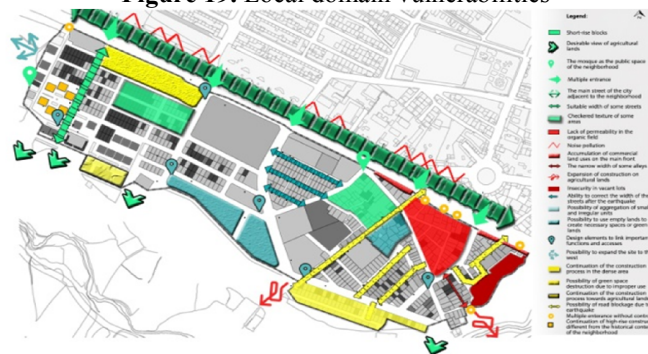 Figure 19. Local domain vulnerabilities
Legend:
Short-rise blocks
Desirable view of agricultural
lands
The mosque as the public space
of the neighborhood
Multiple entrance
The main street of the city
adjacent to the neighborhood
Suitable width of some streets
Checkered texture of some
areas
Lack of permeability in the
organic field
Noise pollution
Accumulation of commercial
land uses on the main front
The narrow width of some alleys
Expansion of construction on
agricultural lands
Insecurity in vacant lots
Ability to correct the width of the
streets after the earthquake
Possibility of aggregation of small
and irregular units
Possibility to use empty lands to
create necessary spaces or green
lands
Design elements to link important
functions and accesses
Possibility to expand the site to the
west
Continuation of the construction
process in the dense area
Possibility of green space
destruction due to improper use
Continuation of the construction
process towards agricultural lands
Possibility of road blockage due to
earthquake
Multiple enteurance without control
Continuation of high-rise construc
different from the historical context
of the neighborhood